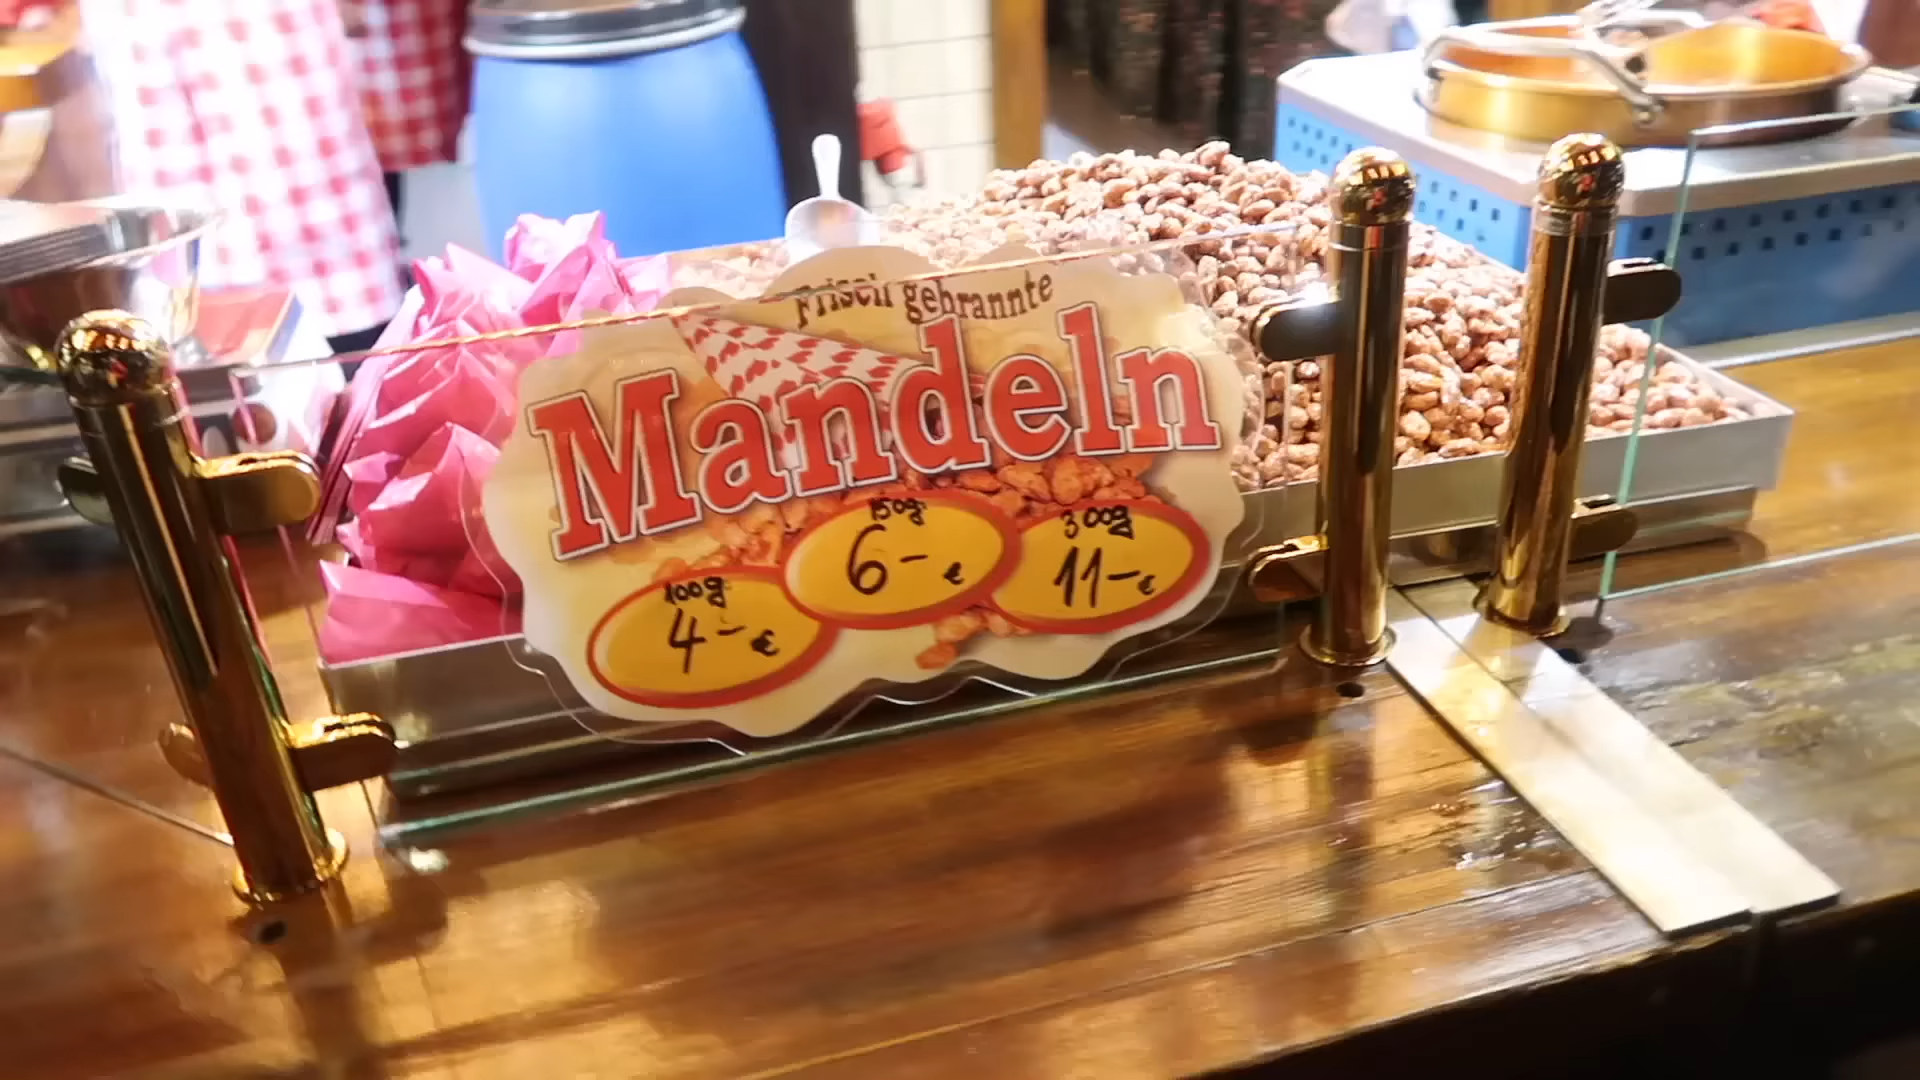 Frisch gebrannte
Mandeln
100g
4-€
150g
6-€
300g
11-€